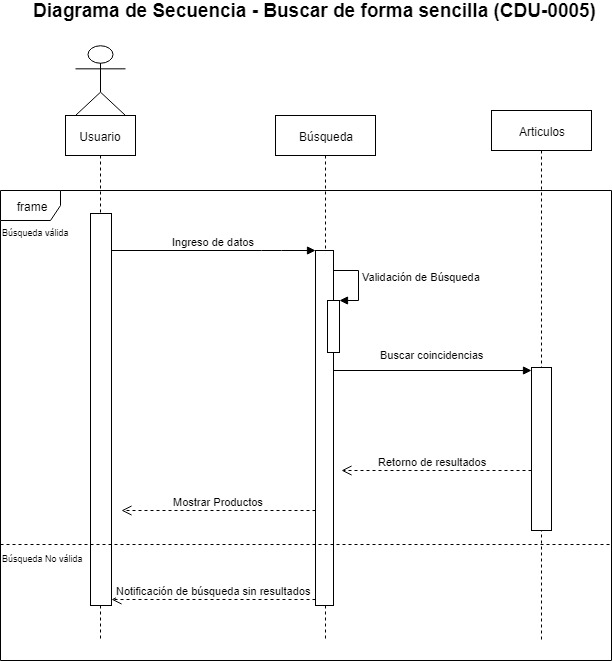 Diagrama de Secuencia - Buscar de forma sencilla (CDU-0005)
Usuario
Búsqueda
Articulos
frame
Búsqueda válida
Ingreso de datos
Validación de Búsqueda
Buscar coincidencias
Retorno de resultados
Mostrar Productos
Búsqueda No válida
Notificación de búsqueda sin resultados